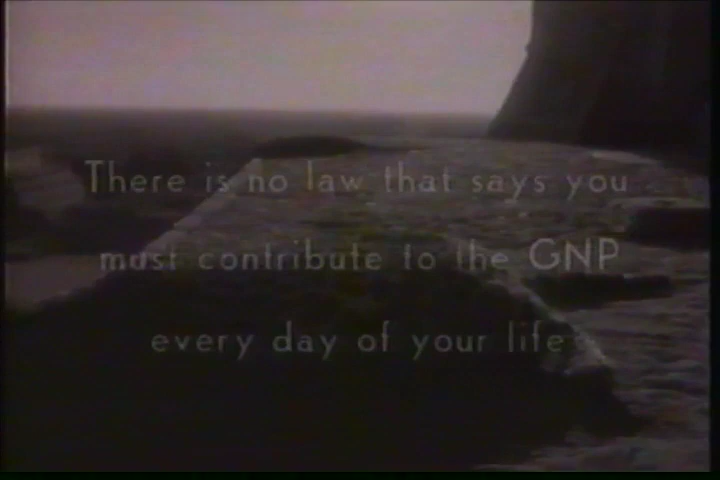 There is no law that says you
must contribute to the GNP
every day of your life